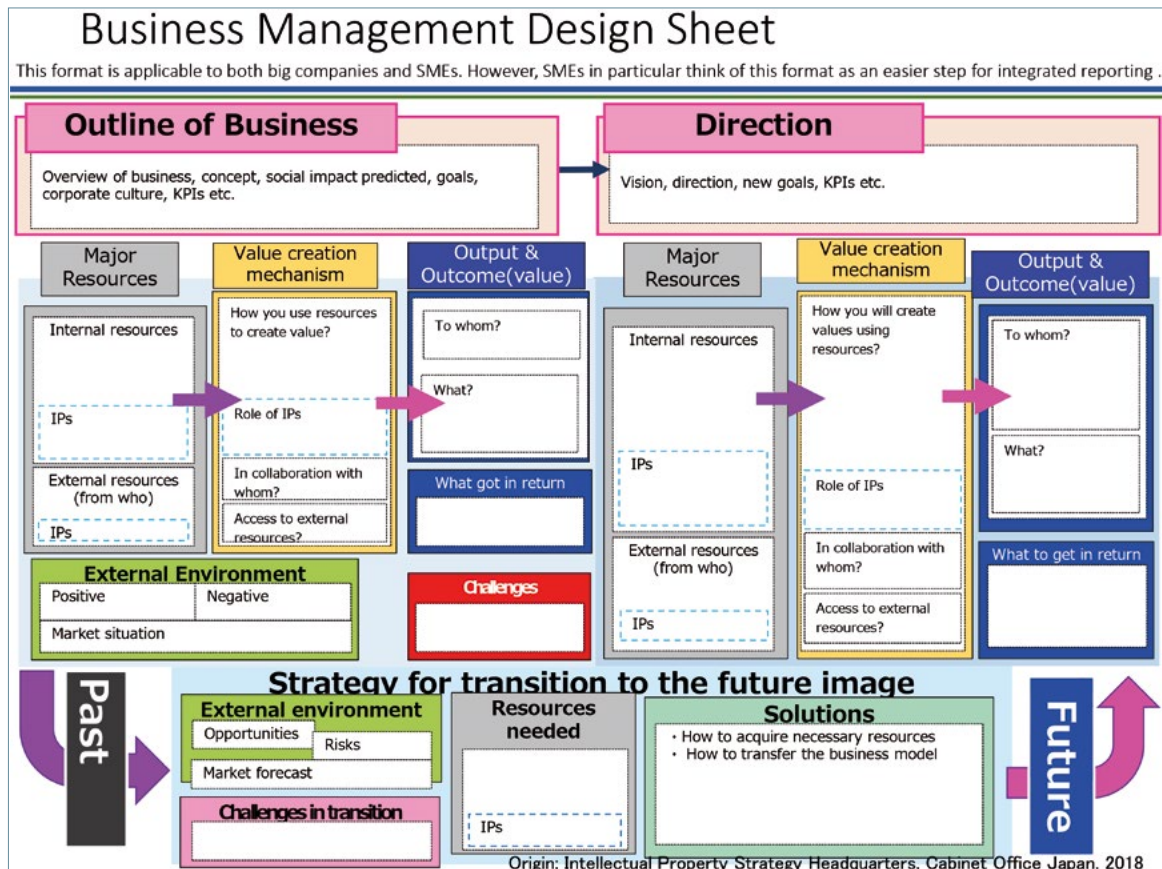 Business Management Design Sheet
This format is applicable to both big companies and SMEs. However, SMEs in particular think of this format as an easier step for integrated reporting .
Outline of Business
Overview of business, concept, social impact predicted, goals,
corporate culture, KPIs etc.
Direction
Vision, direction, new goals, KPIs etc.
Major
Resources
Internal resources
IPs
External resources
(from who)
IPs
Value creation
mechanism
How you use resources
to create value?
Role of IPs
In collaboration with
whom?
Access to external
resources?
Output &
Outcome(value)
To whom?
What?
What got in return
External Environment
Positive
Negative
Market situation
Challenges
Major
Resources
Internal resources
IPs
External resources
(from who)
IPs
Value creation
mechanism
How you will create
values using
resources?
Role of IPs
In collaboration with
whom?
Access to external
resources?
Output &
Outcome(value)
To whom?
What?
What to get in return
Past
Strategy for transition to the future image
External environment
Opportunities
Risks
Market forecast
Challenges in transition
Resources
needed
IPs
Solutions
• How to acquire necessary resources
• How to transfer the business model
Future
Origin: Intellectual Property Strategy Headquarters, Cabinet Office Japan, 2018